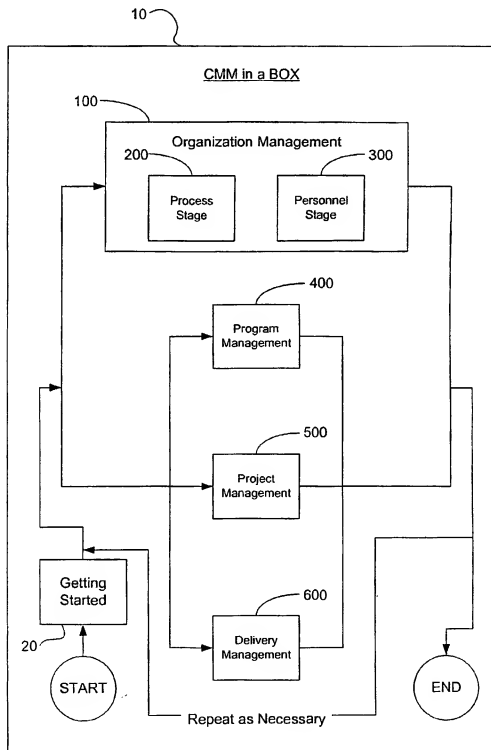 10
CMM in a BOX
100
Organization Management
200
300
Process
Stage
Personnel
Stage
400
Program
Management
500
Project
Management
Getting
Started
20
600
Delivery
Management
START
END
Repeat as Necessary